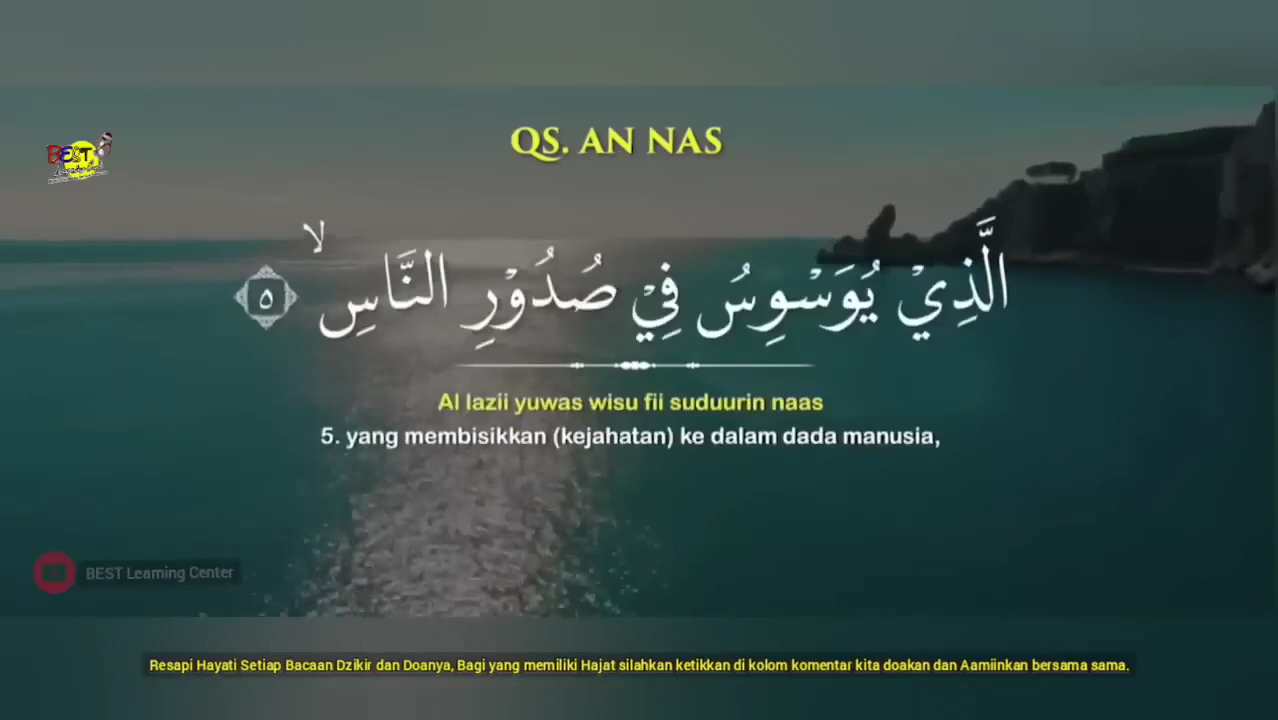 BEST
QS. AN NAS
الَّذِيْ يُوَسْوِسُ فِيْ صُدُوْرِ النَّاسِۙ ٥
Al lazii yuwas wisu fii suduurin naas
5. yang membisikkan (kejahatan) ke dalam dada manusia,
BEST Learning Center
Resapi Hayati Setiap Bacaan Dzikir dan Doanya, Bagi yang memiliki Hajat silahkan ketikkan di kolom komentar kita doakan dan Aamiinkan bersama sama.